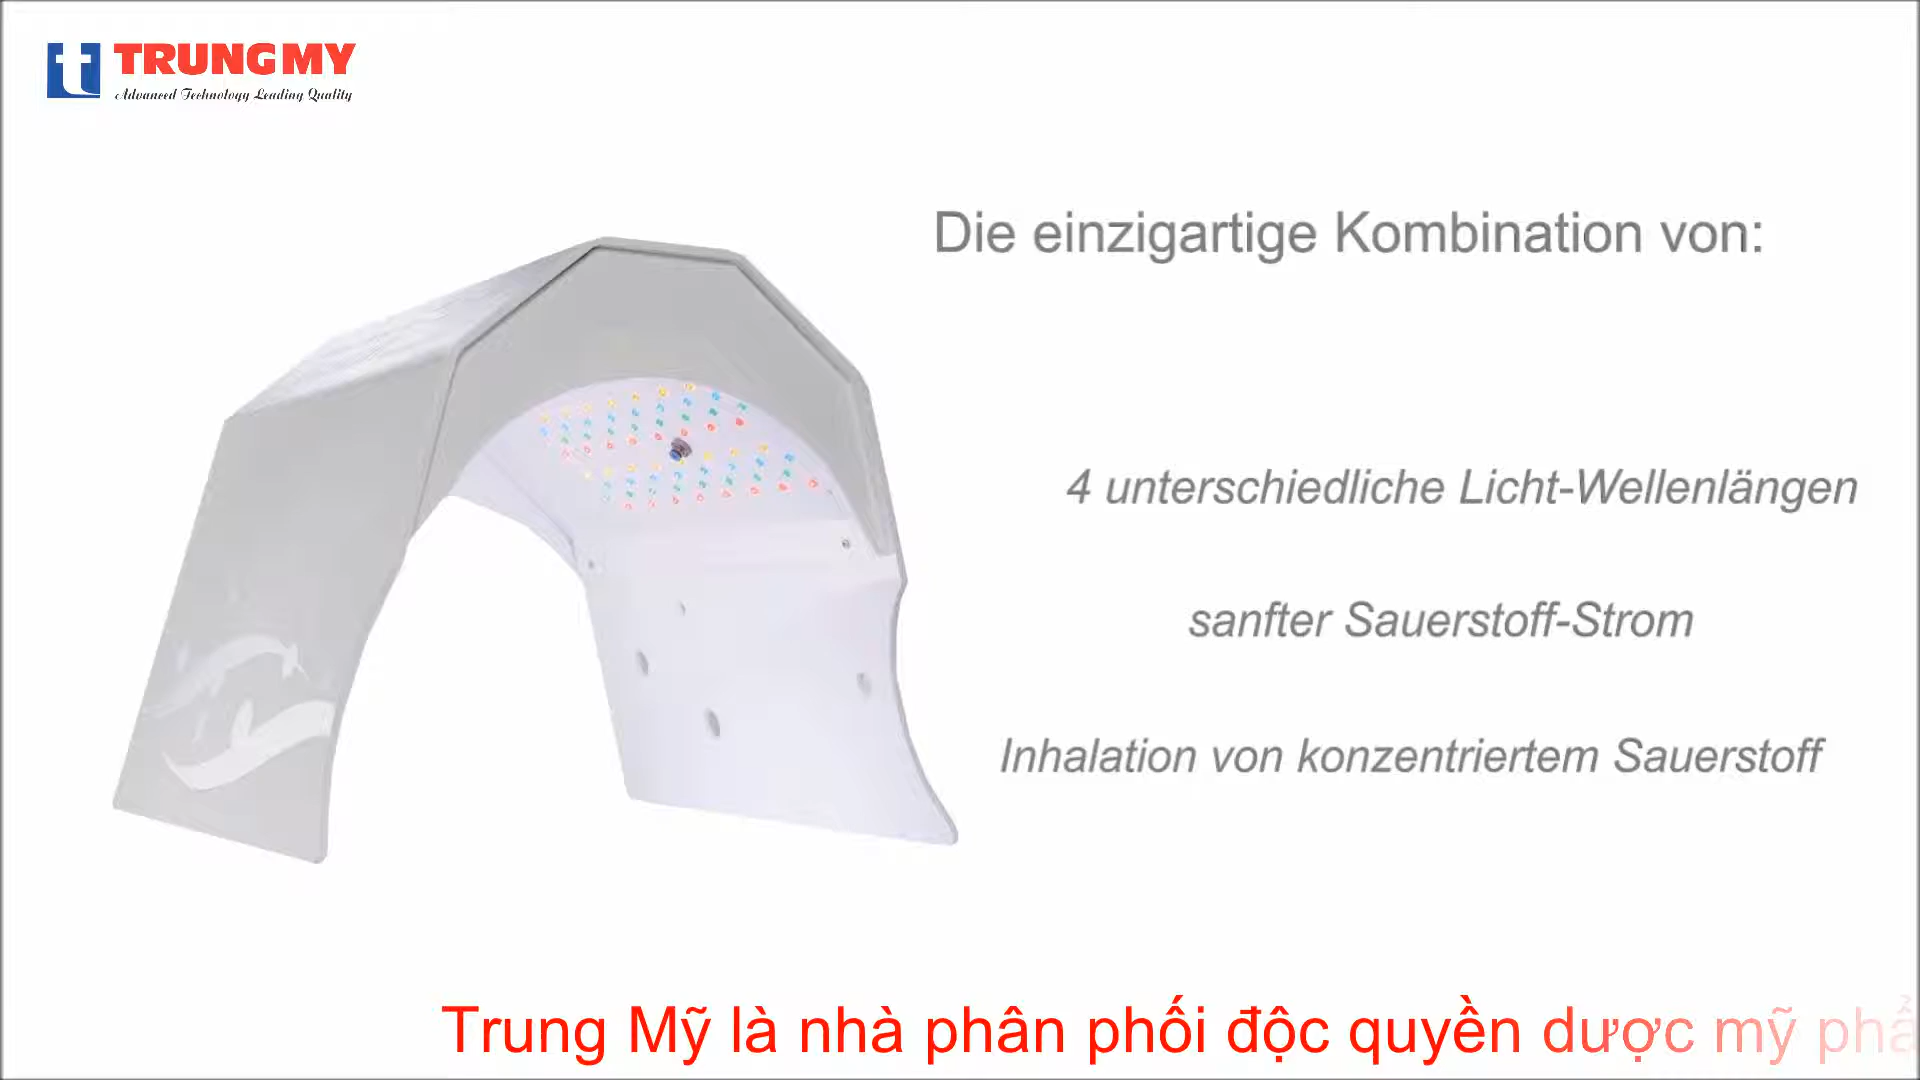 TRUNG MY
Advanced Technology Leading Quality
Die einzigartige Kombination von:
4 unterschiedliche Licht-Wellenlängen
sanfter Sauerstoff-Strom
Inhalation von konzentriertem Sauerstoff
Trung Mỹ là nhà phân phối độc quyền dược mỹ